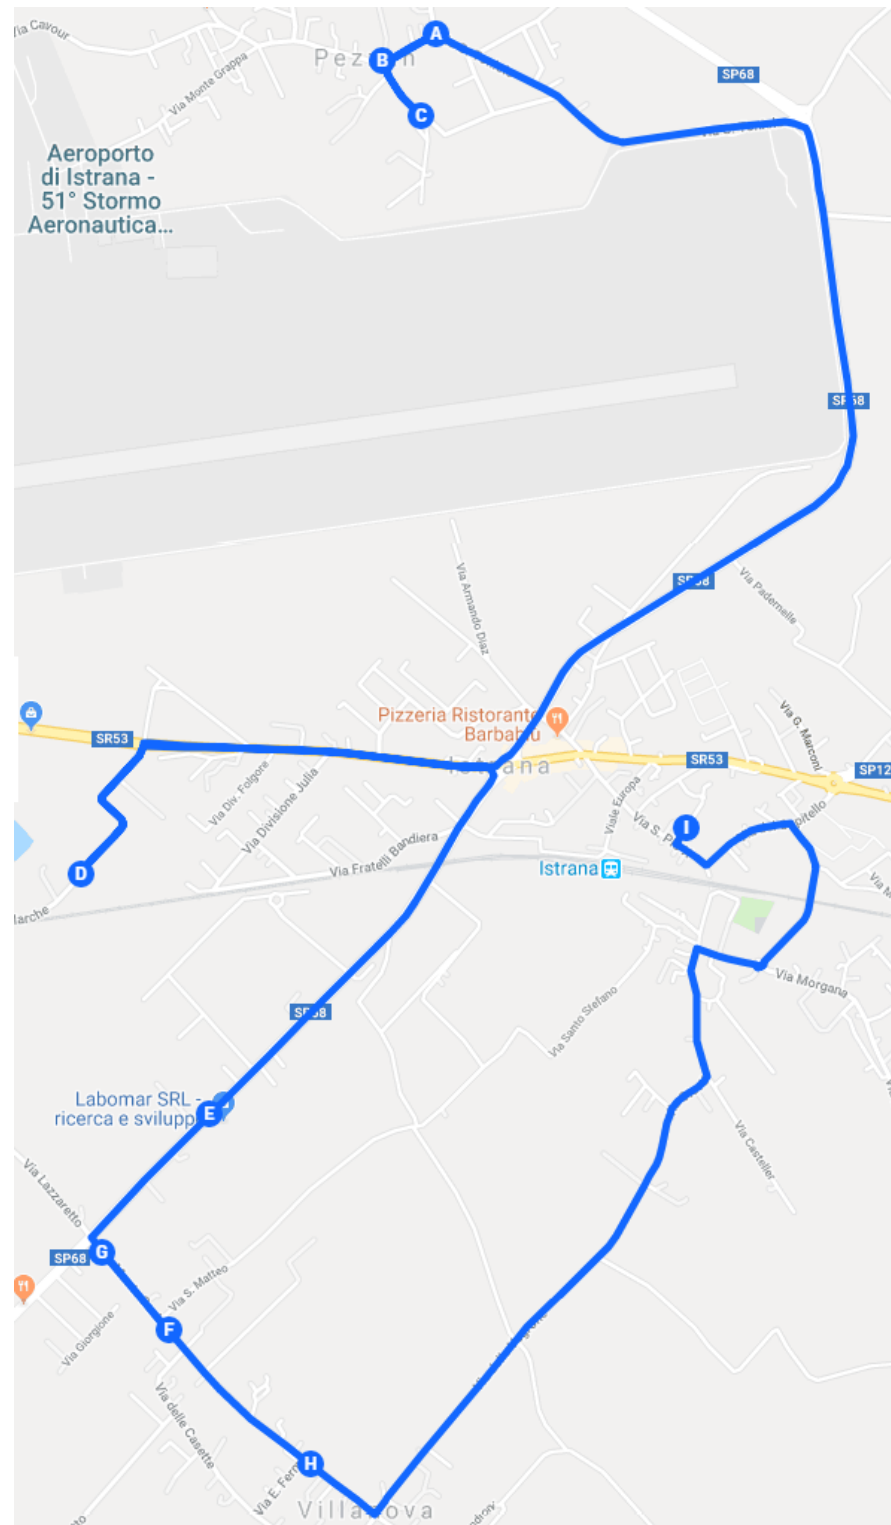 Via Cavour
A
Pezzan
B
SP68
Via Monte Grappa
C
Aeroporto
di Istrana -
51° Stormo
Aeronautica...
SP68
SP68
Via Padernelle
Via Armando Diaz
Pizzeria Ristorante
Barbablu
Via G. Marconi
SR53
Istrana
SR53
SP12
Via Div. Folgore
Via Divisione Julia
Viale Europa
I
Via Fratelli Bandiera
Istrana
D
Via Morgana
SP68
Via Santo Stefano
Labomar SRL -
ricerca e svilupp
E
Via Casteller
Via Lazzaretto
SP68
G
Via S. Matteo
Via Giorgione
F
Via delle Casette
H
Villanova